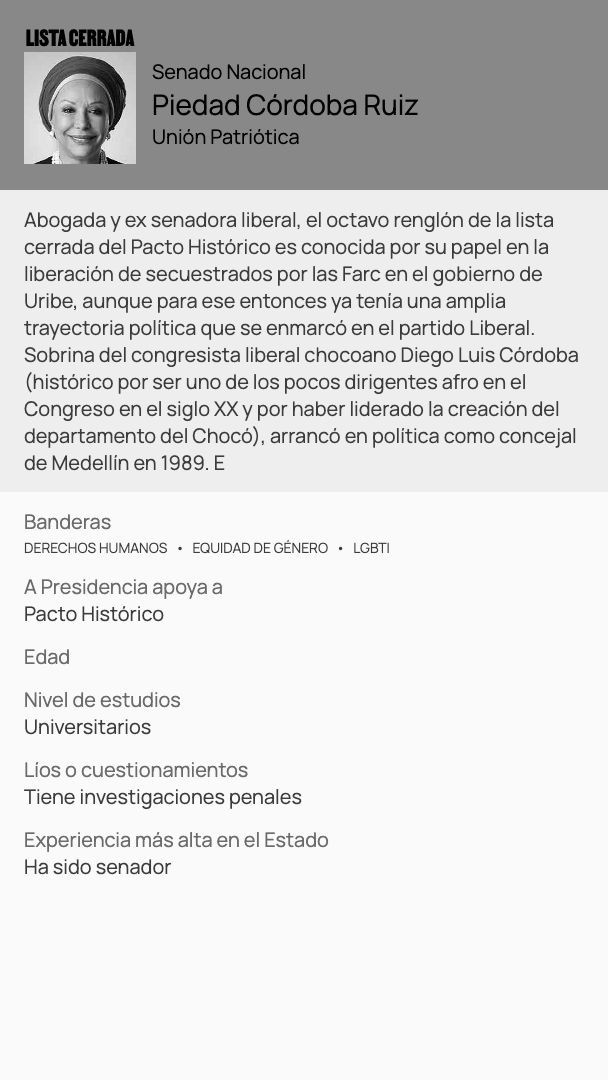 LISTA CERRADA
Senado Nacional
Piedad Córdoba Ruiz
Unión Patriótica
Abogada y ex senadora liberal, el octavo renglón de la lista
cerrada del Pacto Histórico es conocida por su papel en la
liberación de secuestrados por las Farc en el gobierno de
Uribe, aunque para ese entonces ya tenía una amplia
trayectoria política que se enmarcó en el partido Liberal.
Sobrina del congresista liberal chocoano Diego Luis Córdoba
(histórico por ser uno de los pocos dirigentes afro en el
Congreso en el siglo XX y por haber liderado la creación del
departamento del Chocó), arrancó en política como concejal
de Medellín en 1989. E
Banderas
DERECHOS HUMANOS • EQUIDAD DE GÉNERO • LGBTI
A Presidencia apoya a
Pacto Histórico
Edad
Nivel de estudios
Universitarios
Líos o cuestionamientos
Tiene investigaciones penales
Experiencia más alta en el Estado
Ha sido senador